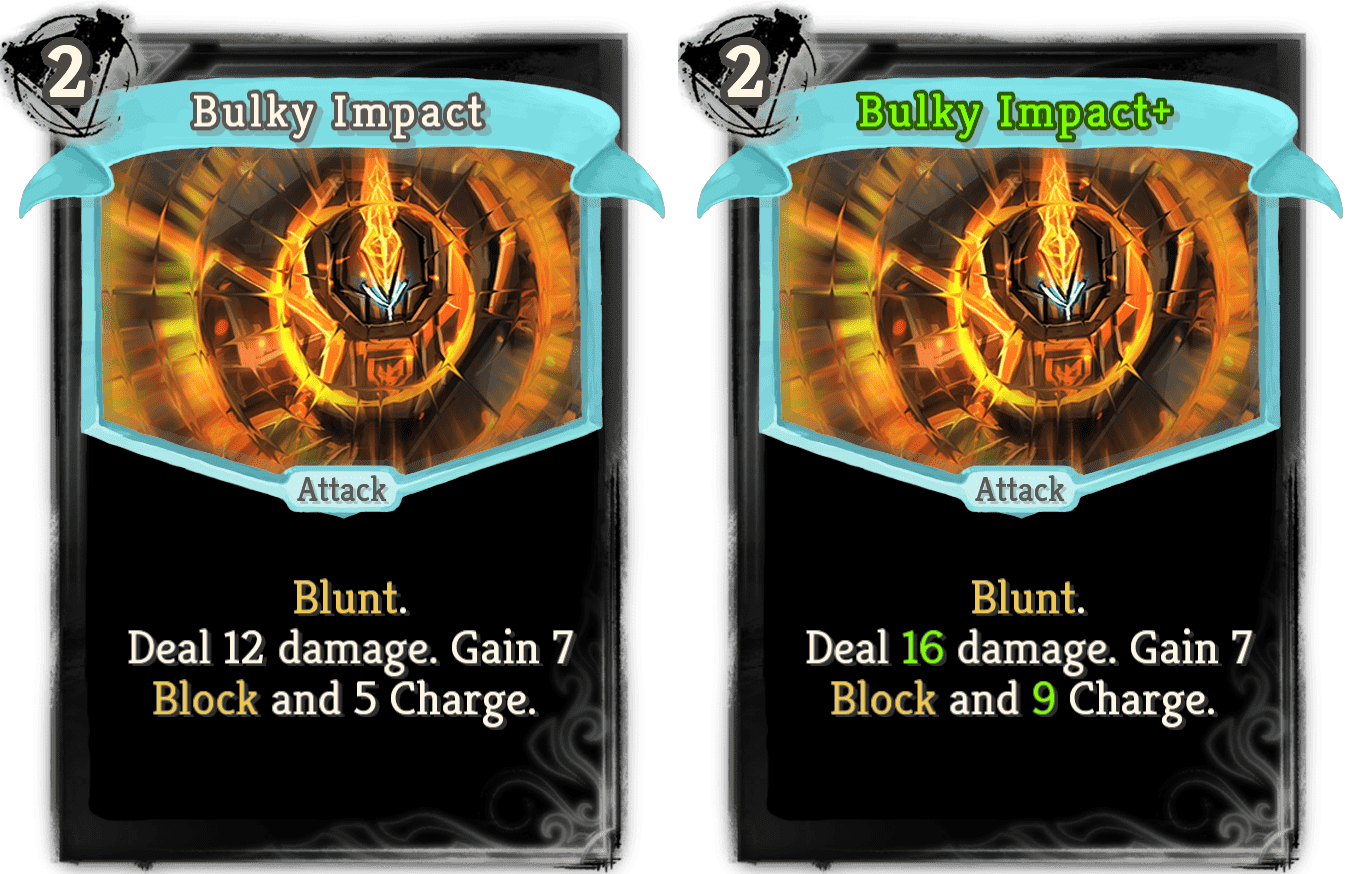 2
Bulky Impact
Attack
Blunt.
Deal 12 damage. Gain 7
Block and 5 Charge.
2
Bulky Impact+
Attack
Blunt.
Deal 16 damage. Gain 7
Block and 9 Charge.